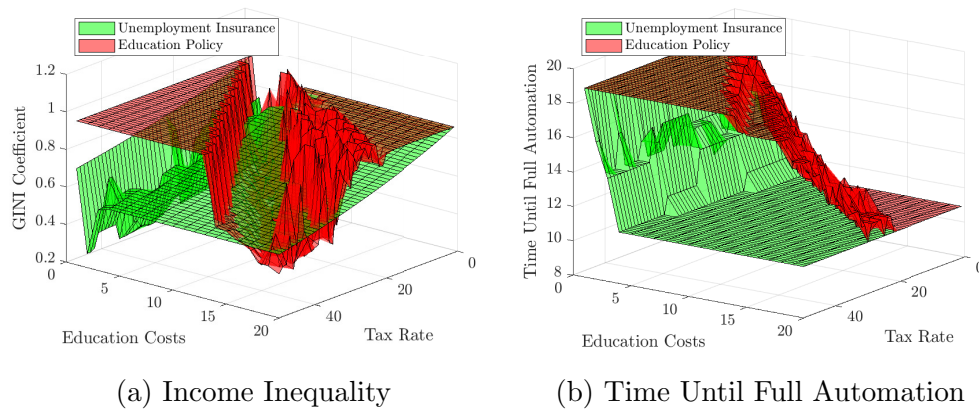 Unemployment Insurance
Education Policy
1.2
1
0.8
0.6
0.4
0.2
GINI Coefficient
0
5
10
15
20
Education Costs
40
20
0
Tax Rate
(a) Income Inequality
Unemployment Insurance
Education Policy
20
18
16
14
12
10
8
Time Until Full Automation
0
5
10
15
20
Education Costs
40
20
0
Tax Rate
(b) Time Until Full Automation